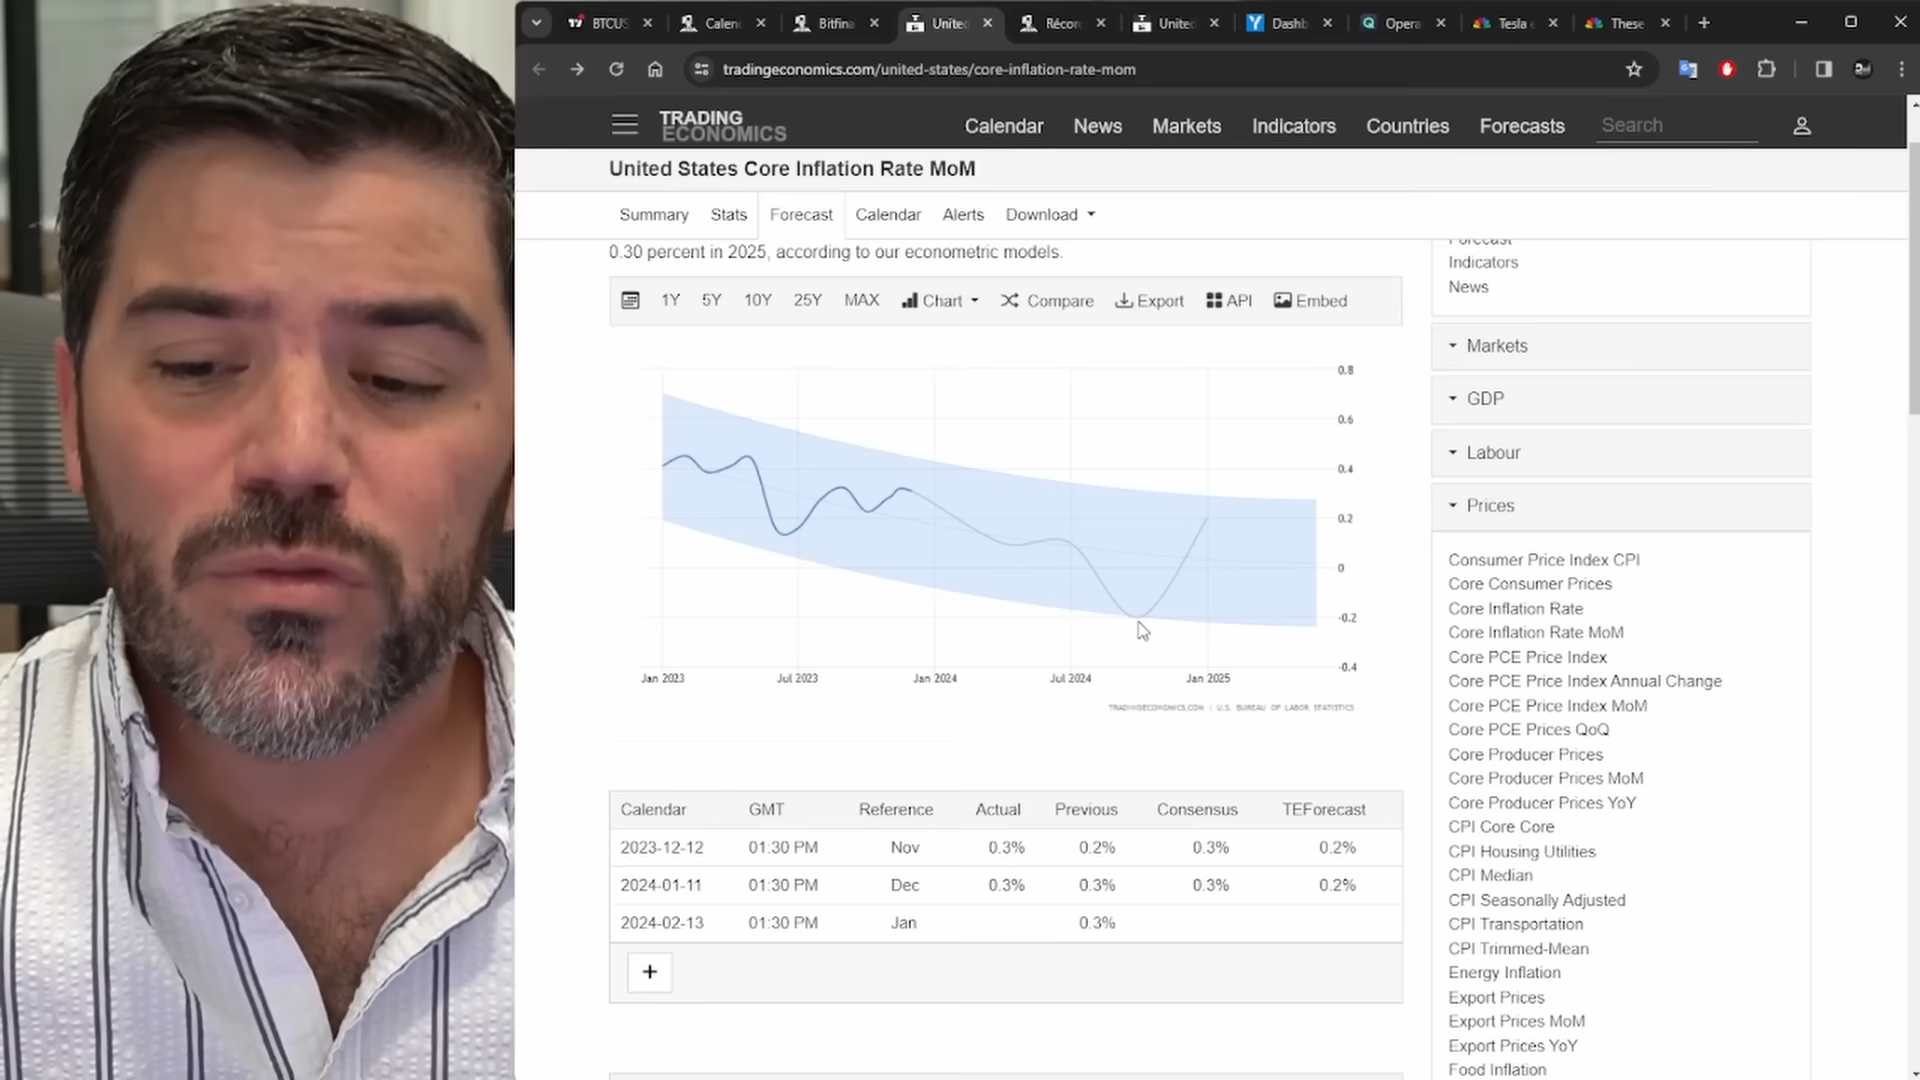 BTCUS
Calen
Bitfina
United
Récor
United
Dashb
Opera
Tesla e
These
tradingeconomics.com/united-states/core-inflation-rate-mom
TRADING
ECONOMICS
Calendar
News
Markets
Indicators
Countries
Forecasts
Search
United States Core Inflation Rate MoM
Summary
Stats
Forecast
Calendar
Alerts
Download
0.30 percent in 2025, according to our econometric models.
1Y
5Y
10Y
25Y
MAX
Chart
Compare
Export
API
Embed
0.8
0.6
0.4
0.2
0
-0.2
-0.4
Jan 2023
Jul 2023
Jan 2024
Jul 2024
Jan 2025
TRADINGECONOMICS.COM | U.S. BUREAU OF LABOR STATISTICS
Calendar GMT Reference Actual Previous Consensus TEForecast
2023-12-12 01:30 PM Nov 0.3% 0.2% 0.3% 0.2%
2024-01-11 01:30 PM Dec 0.3% 0.3% 0.3% 0.2%
2024-02-13 01:30 PM Jan 0.3%
+
Forecast
Indicators
News
Markets
GDP
Labour
Prices
Consumer Price Index CPI
Core Consumer Prices
Core Inflation Rate
Core Inflation Rate MoM
Core PCE Price Index
Core PCE Price Index Annual Change
Core PCE Price Index MoM
Core PCE Prices QoQ
Core Producer Prices
Core Producer Prices MoM
Core Producer Prices YoY
CPI Core Core
CPI Housing Utilities
CPI Median
CPI Seasonally Adjusted
CPI Transportation
CPI Trimmed-Mean
Energy Inflation
Export Prices
Export Prices MoM
Export Prices YoY
Food Inflation